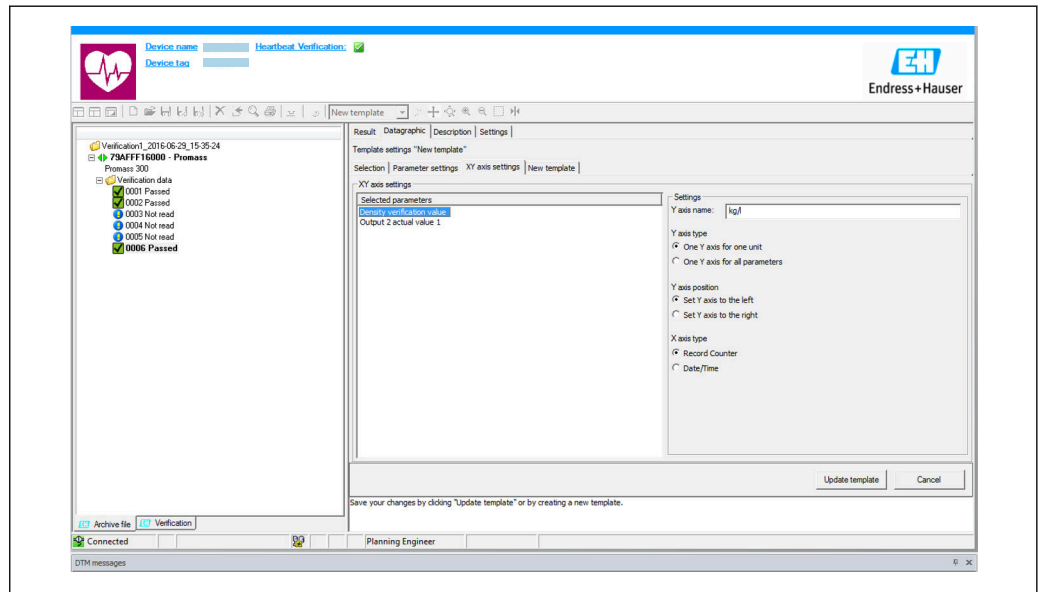 Device name Heartbeat Verification:
Device tag
Endress+Hauser
New template
Verification1_2016-06-29_15-35-24
79AFFF16000 - Promass
Promass 300
Verification data
0001 Passed
0002 Passed
0003 Not read
0004 Not read
0005 Not read
0006 Passed
Archive file Verification
Result Datagraphic Description Settings
Template settings "New template"
Selection Parameter settings XY axis settings New template
XY axis settings
Selected parameters
Density verification value
Output 2 actual value 1
Settings
Y axis name: kg/l
Y axis type
One Y axis for one unit
One Y axis for all parameters
Y axis position
Set Y axis to the left
Set Y axis to the right
X axis type
Record Counter
Date/Time
Update template Cancel
Save your changes by clicking "Update template" or by creating a new template.
Connected Planning Engineer
DTM messages